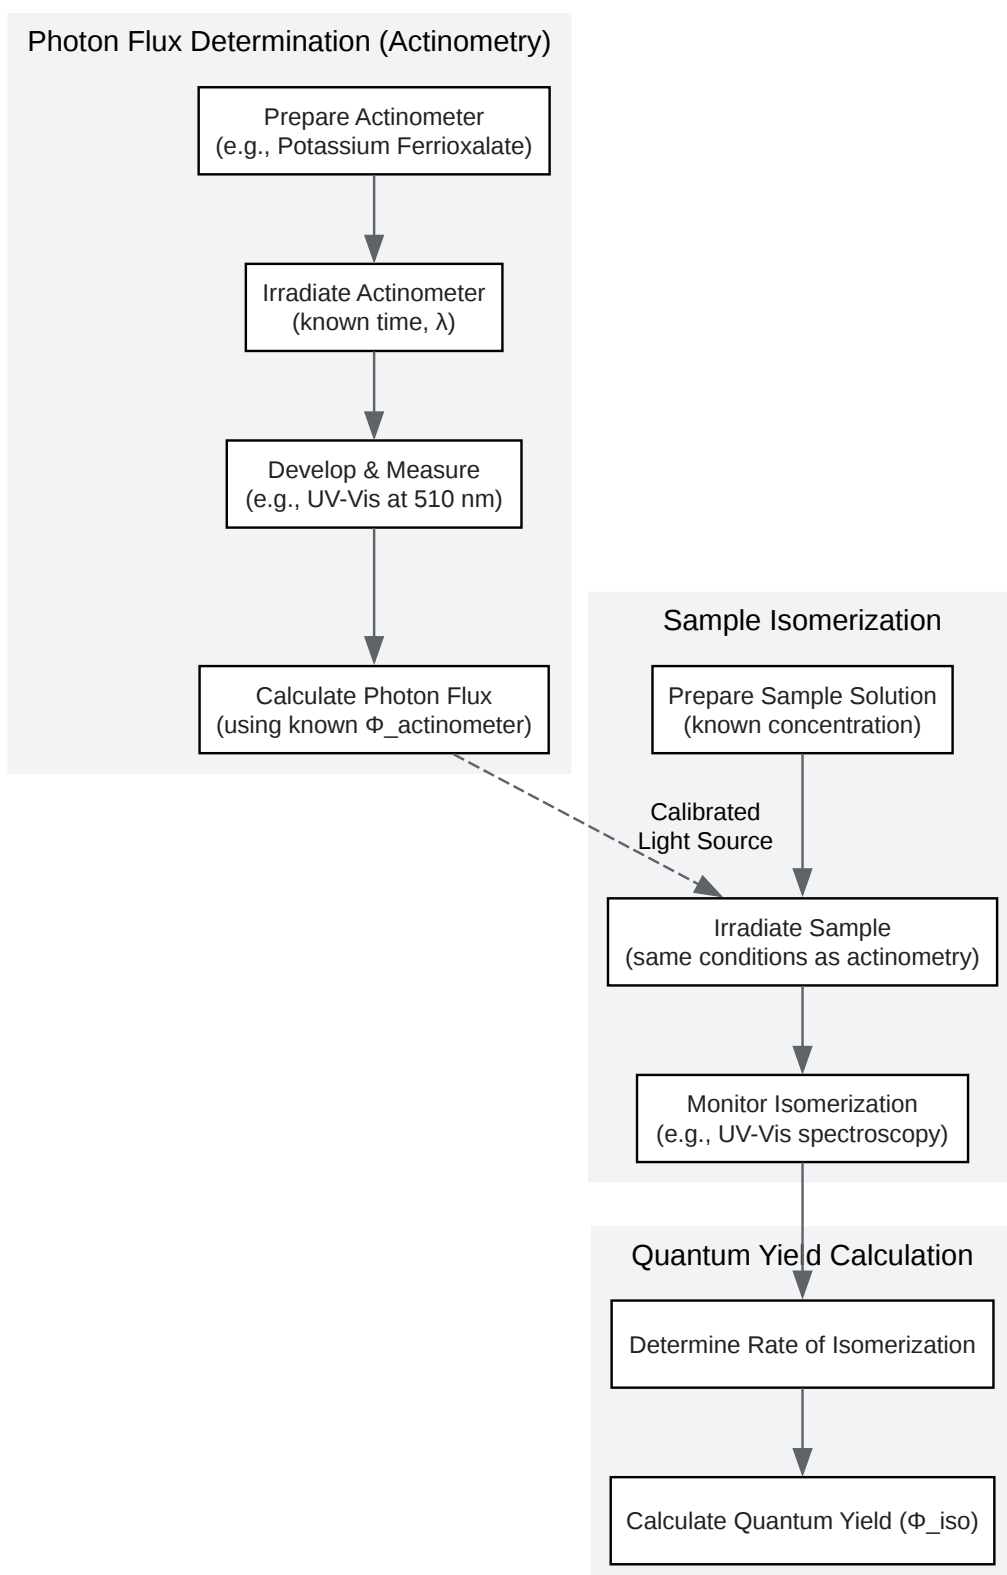 Photon Flux Determination (Actinometry)
Prepare Actinometer
(e.g., Potassium Ferrioxalate)
Irradiate Actinometer
(known time, λ)
Develop & Measure
(e.g., UV-Vis at 510 nm)
Calculate Photon Flux
(using known Φ_actinometer)
Sample Isomerization
Prepare Sample Solution
(known concentration)
Calibrated
Light Source
Irradiate Sample
(same conditions as actinometry)
Monitor Isomerization
(e.g., UV-Vis spectroscopy)
Quantum Yield Calculation
Determine Rate of Isomerization
Calculate Quantum Yield (Φ_iso)